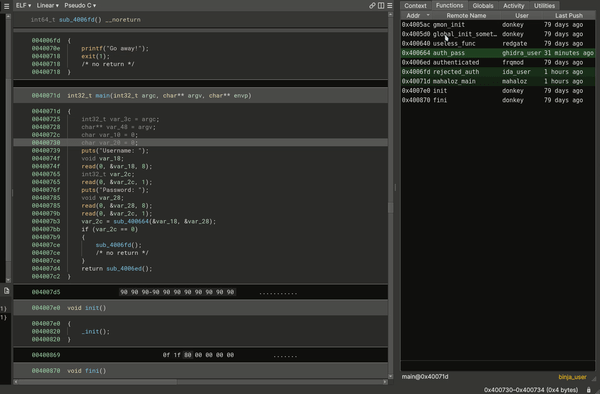 ELF ▾ Linear ▾ Pseudo C ▾
int64_t sub_4006fd() __noreturn
004006fd {
0040070e printf("Go away!");
00400718 exit(1);
00400718 /* no return */
00400718 }
0040071d int32_t main(int32_t argc, char** argv, char** envp)
0040071d {
00400725 int32_t var_3c = argc;
00400728 char** var_48 = argv;
0040072c char var_10 = 0;
00400730 char var_20 = 0;
00400739 puts("Username: ");
0040074f void var_18;
0040074f read(0, &var_18, 8);
00400765 int32_t var_2c;
00400765 read(0, &var_2c, 1);
0040076f puts("Password: ");
00400785 void var_28;
00400785 read(0, &var_28, 8);
0040079b read(0, &var_2c, 1);
004007b3 var_2c = sub_400664(&var_18, &var_28);
004007bb if (var_2c == 0)
004007b9 {
004007ce sub_4006fd();
004007ce /* no return */
004007ce }
004007d4 return sub_4006ed();
004007c2 }
004007d5 90 90 90-90 90 90 90 90 90 90 90 ...........
004007e0 void init()
004007e0 {
00400820 _init();
00400820 }
00400869 0f 1f 80 00 00 00 00 .......
00400870 void fini()
1)
1)
Context Functions Globals Activity Utilities
Addr Remote Name User Last Push
0x4005ac gmon_init donkey 79 days ago
0x4005d0 global_init_somet… donkey 79 days ago
0x400640 useless_func redgate 79 days ago
0x400664 auth_pass ghidra_user 31 minutes ago
0x4006ed authenticated frqmod 79 days ago
0x4006fd rejected_auth ida_user 1 hours ago
0x40071d mahaloz_main mahaloz 1 hours ago
0x4007e0 init donkey 79 days ago
0x400870 fini donkey 79 days ago
main@0x40071d binja_user
0x400730–0x400734 (0x4 bytes)